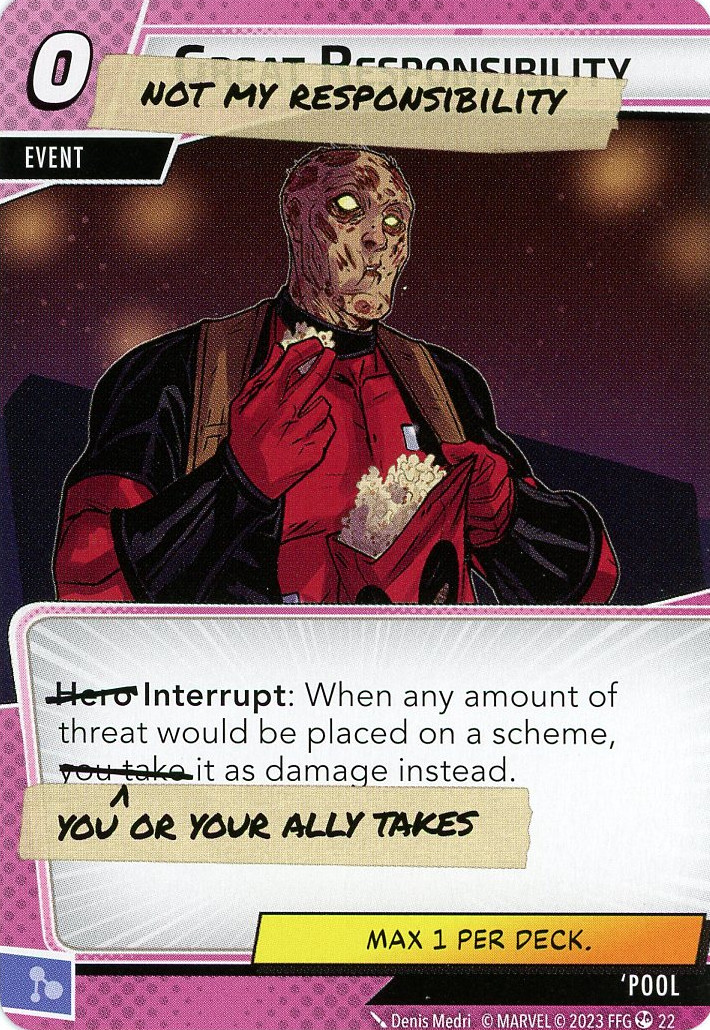 0
GREAT RESPONSIBILITY
NOT MY RESPONSIBILITY
EVENT
Hero Interrupt: When any amount of
threat would be placed on a scheme,
you take it as damage instead.
^
YOU OR YOUR ALLY TAKES
MAX 1 PER DECK.
'POOL
Denis Medri © MARVEL © 2023 FFG 22